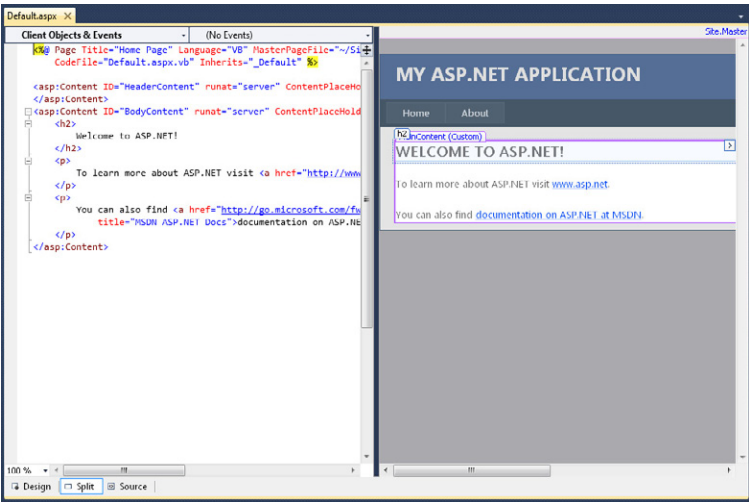 Default.aspx
Client Objects & Events
(No Events)
Site.Master
<%@ Page Title="Home Page" Language="VB" MasterPageFile="~/Si
CodeFile="Default.aspx.vb" Inherits="_Default" %>
<asp:Content ID="HeaderContent" runat="server" ContentPlaceHo
</asp:Content>
<asp:Content ID="BodyContent" runat="server" ContentPlaceHold
<h2>
Welcome to ASP.NET!
</h2>
<p>
To learn more about ASP.NET visit <a href="http://www
</p>
<p>
You can also find <a href="http://go.microsoft.com/fw
title="MSDN ASP.NET Docs">documentation on ASP.NE
</p>
</asp:Content>
100 %
Design
Split
Source
MY ASP.NET APPLICATION
Home About
h2
inContent (Custom)
WELCOME TO ASP.NET!
To learn more about ASP.NET visit www.asp.net.
You can also find documentation on ASP.NET at MSDN.